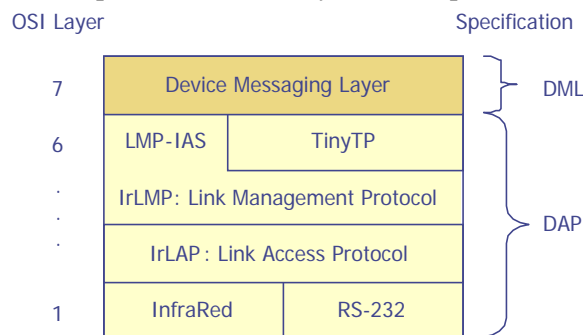 OSI Layer Specification
7 Device Messaging Layer DML
6 LMP-IAS TinyTP
.
IrLMP: Link Management Protocol
.
. DAP
IrLAP: Link Access Protocol
1 InfraRed RS-232